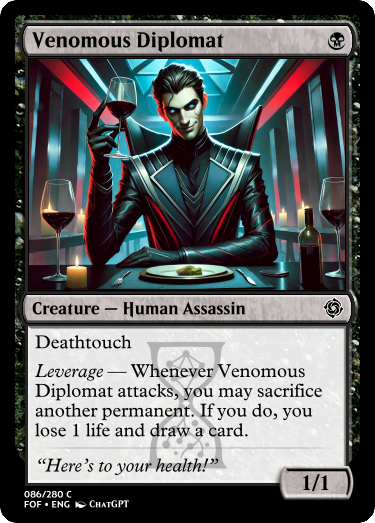 Venomous Diplomat
Creature — Human Assassin
Deathtouch
Leverage — Whenever Venomous
Diplomat attacks, you may sacrifice
another permanent. If you do, you
lose 1 life and draw a card.
“Here’s to your health!”
1/1
086/280 C
FOF • ENG ChatGPT